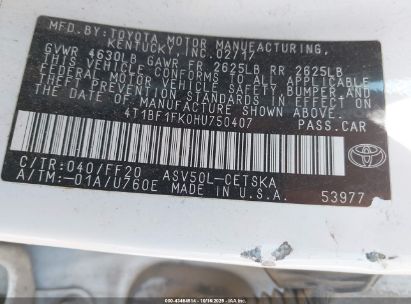 MFD.BY: TOYOTA MOTOR MANUFACTURING,
KENTUCKY, INC. 02/17
GVWR 4630LB GAWR FR 2625LB RR 2625LB
THIS VEHICLE CONFORMS TO ALL APPLICABLE
FEDERAL MOTOR VEHICLE SAFETY, BUMPER, AND
THEFT PREVENTION STANDARDS IN EFFECT ON
THE DATE OF MANUFACTURE SHOWN ABOVE.
4T1BF1FK0HU750407 PASS.CAR
C/TR:040/FF20 ASV50L-CETSKA
A/TM:-01A/U760E MADE IN U.S.A.
TOYOTA
53977